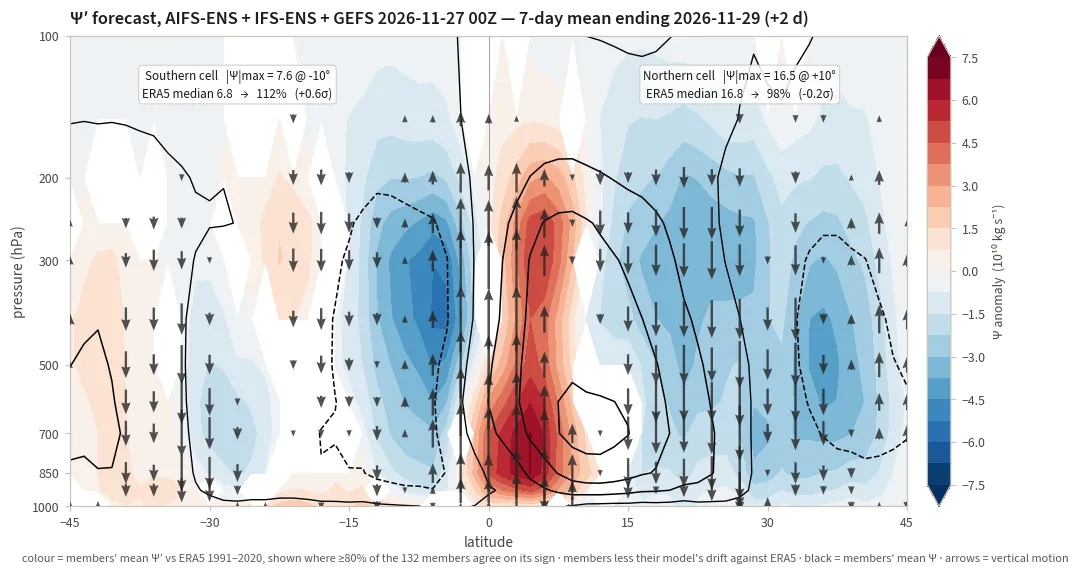 Ψ′ forecast, AIFS-ENS + IFS-ENS + GEFS 2026-11-27 00Z — 7-day mean ending 2026-11-29 (+2 d)
Southern cell |Ψ|max = 7.6 @ -10°
ERA5 median 6.8 → 112% (+0.6σ)
Northern cell |Ψ|max = 16.5 @ +10°
ERA5 median 16.8 → 98% (-0.2σ)
pressure (hPa)
100
200
300
400
500
700
850
1000
−45
−30
−15
0
15
30
45
latitude
7.5
6.0
4.5
3.0
1.5
0.0
−1.5
−3.0
−4.5
−6.0
−7.5
Ψ anomaly (10¹⁰ kg s⁻¹)
colour = members' mean Ψ′ vs ERA5 1991–2020, shown where ≥80% of the 132 members agree on its sign · members less their model's drift against ERA5 · black = members' mean Ψ · arrows = vertical motion